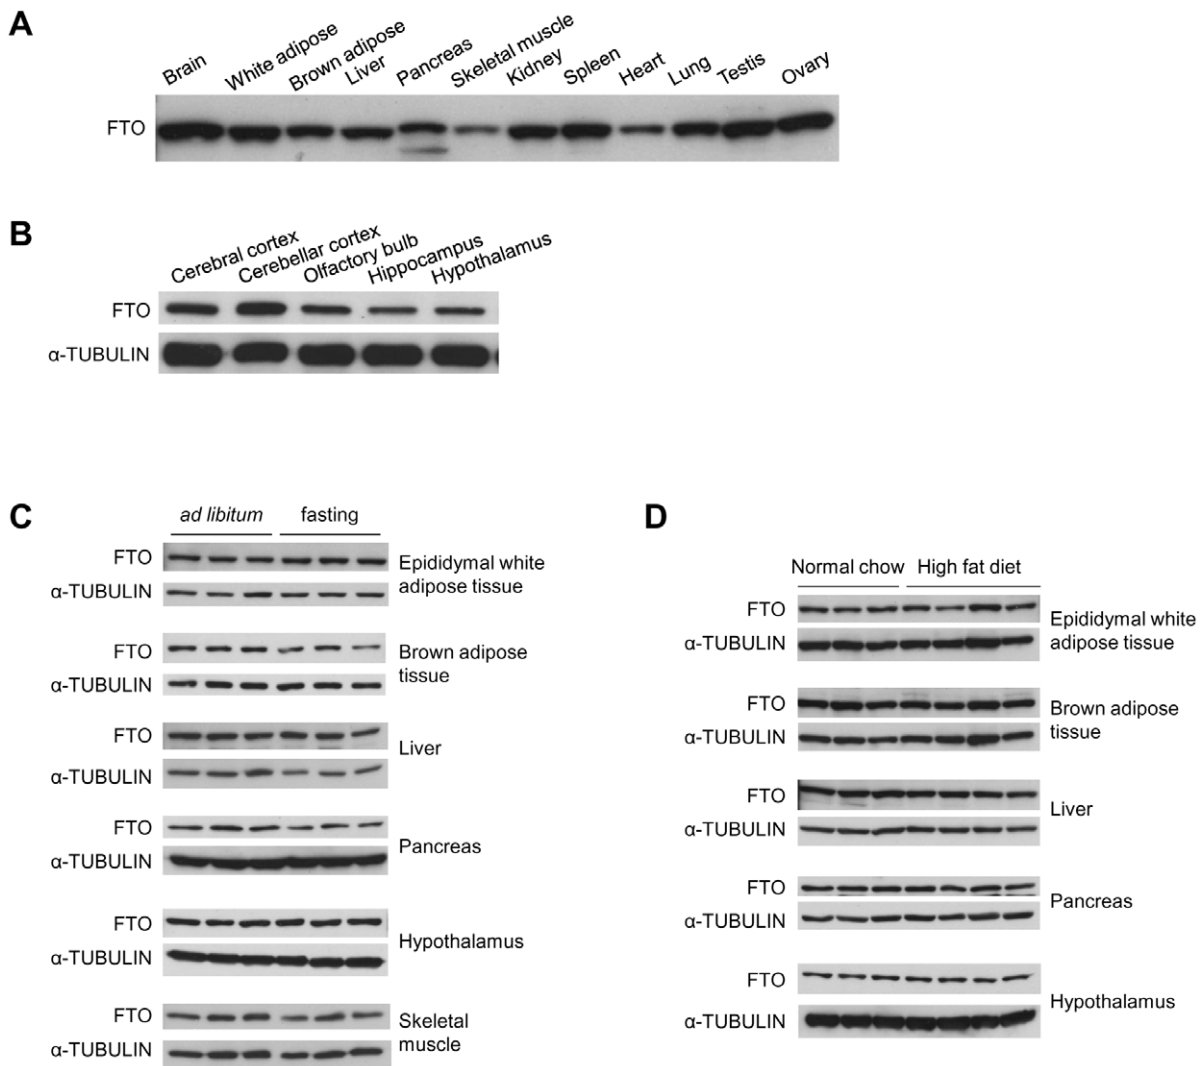 A
Brain
White adipose
Brown adipose
Liver
Pancreas
Skeletal muscle
Kidney
Spleen
Heart
Lung
Testis
Ovary
FTO
B
Cerebral cortex
Cerebellar cortex
Olfactory bulb
Hippocampus
Hypothalamus
FTO
α-TUBULIN
C
ad libitum
fasting
FTO
α-TUBULIN
Epididymal white
adipose tissue
FTO
α-TUBULIN
Brown adipose
tissue
FTO
α-TUBULIN
Liver
FTO
α-TUBULIN
Pancreas
FTO
α-TUBULIN
Hypothalamus
FTO
α-TUBULIN
Skeletal
muscle
D
Normal chow
High fat diet
FTO
α-TUBULIN
Epididymal white
adipose tissue
FTO
α-TUBULIN
Brown adipose
tissue
FTO
α-TUBULIN
Liver
FTO
α-TUBULIN
Pancreas
FTO
α-TUBULIN
Hypothalamus